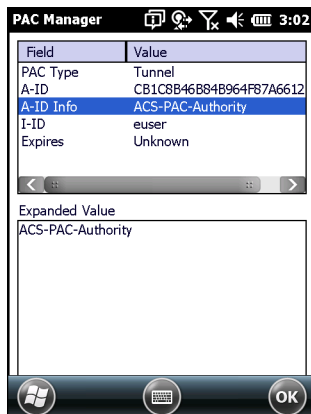 PAC Manager 3:02
Field Value
PAC Type Tunnel
A-ID CB1C8B46B84B964F87A6612
A-ID Info ACS-PAC-Authority
I-ID euser
Expires Unknown
Expanded Value
ACS-PAC-Authority
OK